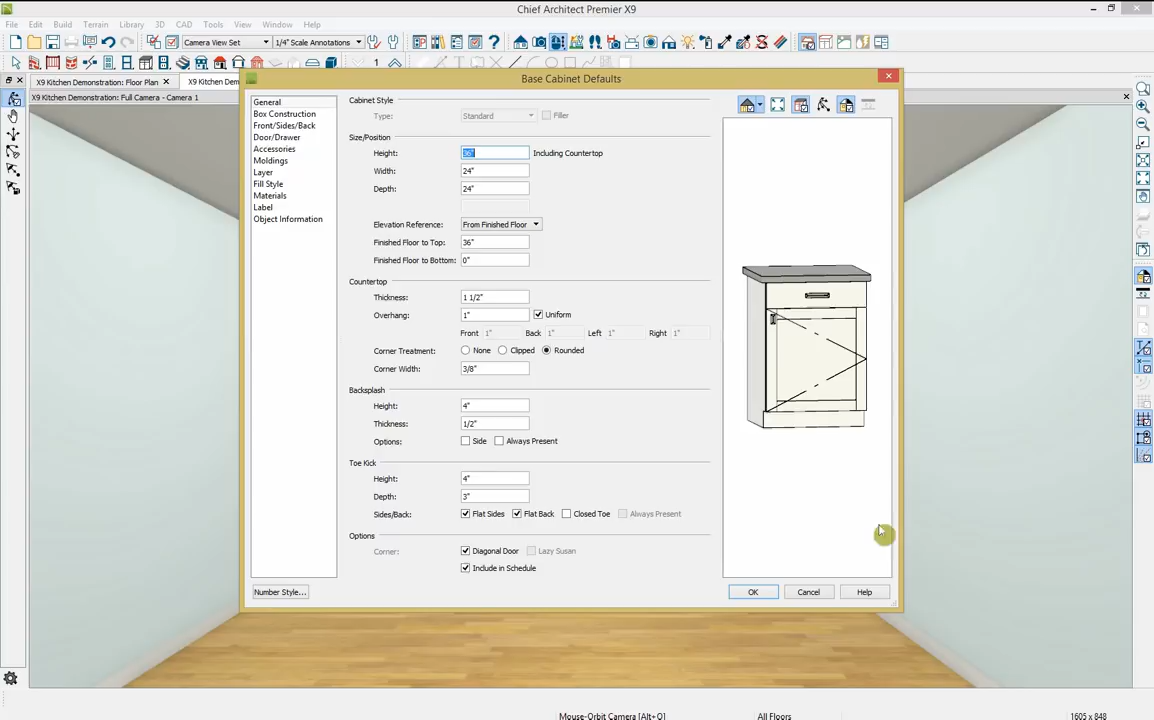 Chief Architect Premier X9
File Edit Build Terrain Library 3D CAD Tools Settings View Window Help
Camera View Set 1/4" Scale Annotations
X9 Kitchen Demonstration: Floor Plan X9 Kitchen Dem
X9 Kitchen Demonstration: Full Camera - Camera 1
Base Cabinet Defaults
General
Box Construction
Front/Sides/Back
Door/Drawer
Accessories
Moldings
Layer
Fill Style
Materials
Label
Object Information
Cabinet Style
Type: Standard Filler
Size/Position
Height: 36" Including Countertop
Width: 24"
Depth: 24"
Elevation Reference: From Finished Floor
Finished Floor to Top: 36"
Finished Floor to Bottom: 0"
Countertop
Thickness: 1 1/2"
Overhang: 1" Uniform
Front 1" Back 1" Left 1" Right 1"
Corner Treatment: None Clipped Rounded
Corner Width: 3/8"
Backsplash
Height: 4"
Thickness: 1/2"
Options: Side Always Present
Toe Kick
Height: 4"
Depth: 3"
Sides/Back: Flat Sides Flat Back Closed Toe Always Present
Options
Corner: Diagonal Door Lazy Susan
Include in Schedule
Number Style... OK Cancel Help
Mouse-Orbit Camera [Alt+Q] All Floors 1605 x 848